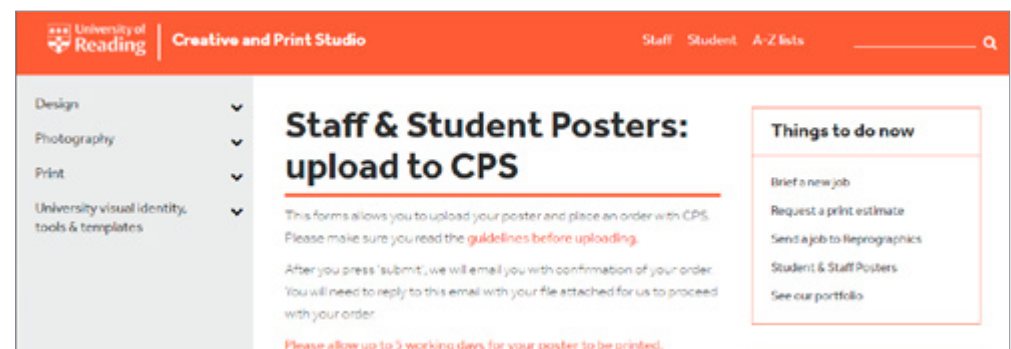 University of
Reading
Creative and Print Studio
Staff Student A-Z lists
Design
Photography
Print
University visual identity,
tools & templates
Staff & Student Posters:
upload to CPS
This forms allows you to upload your poster and place an order with CPS.
Please make sure you read the guidelines before uploading.
After you press 'submit', we will email you with confirmation of your order.
You will need to reply to this email with your file attached for us to proceed
with your order.
Please allow up to 5 working days for your poster to be printed.
Things to do now
Brief a new job
Request a print estimate
Send a job to Reprographics
Student & Staff Posters
See our portfolio